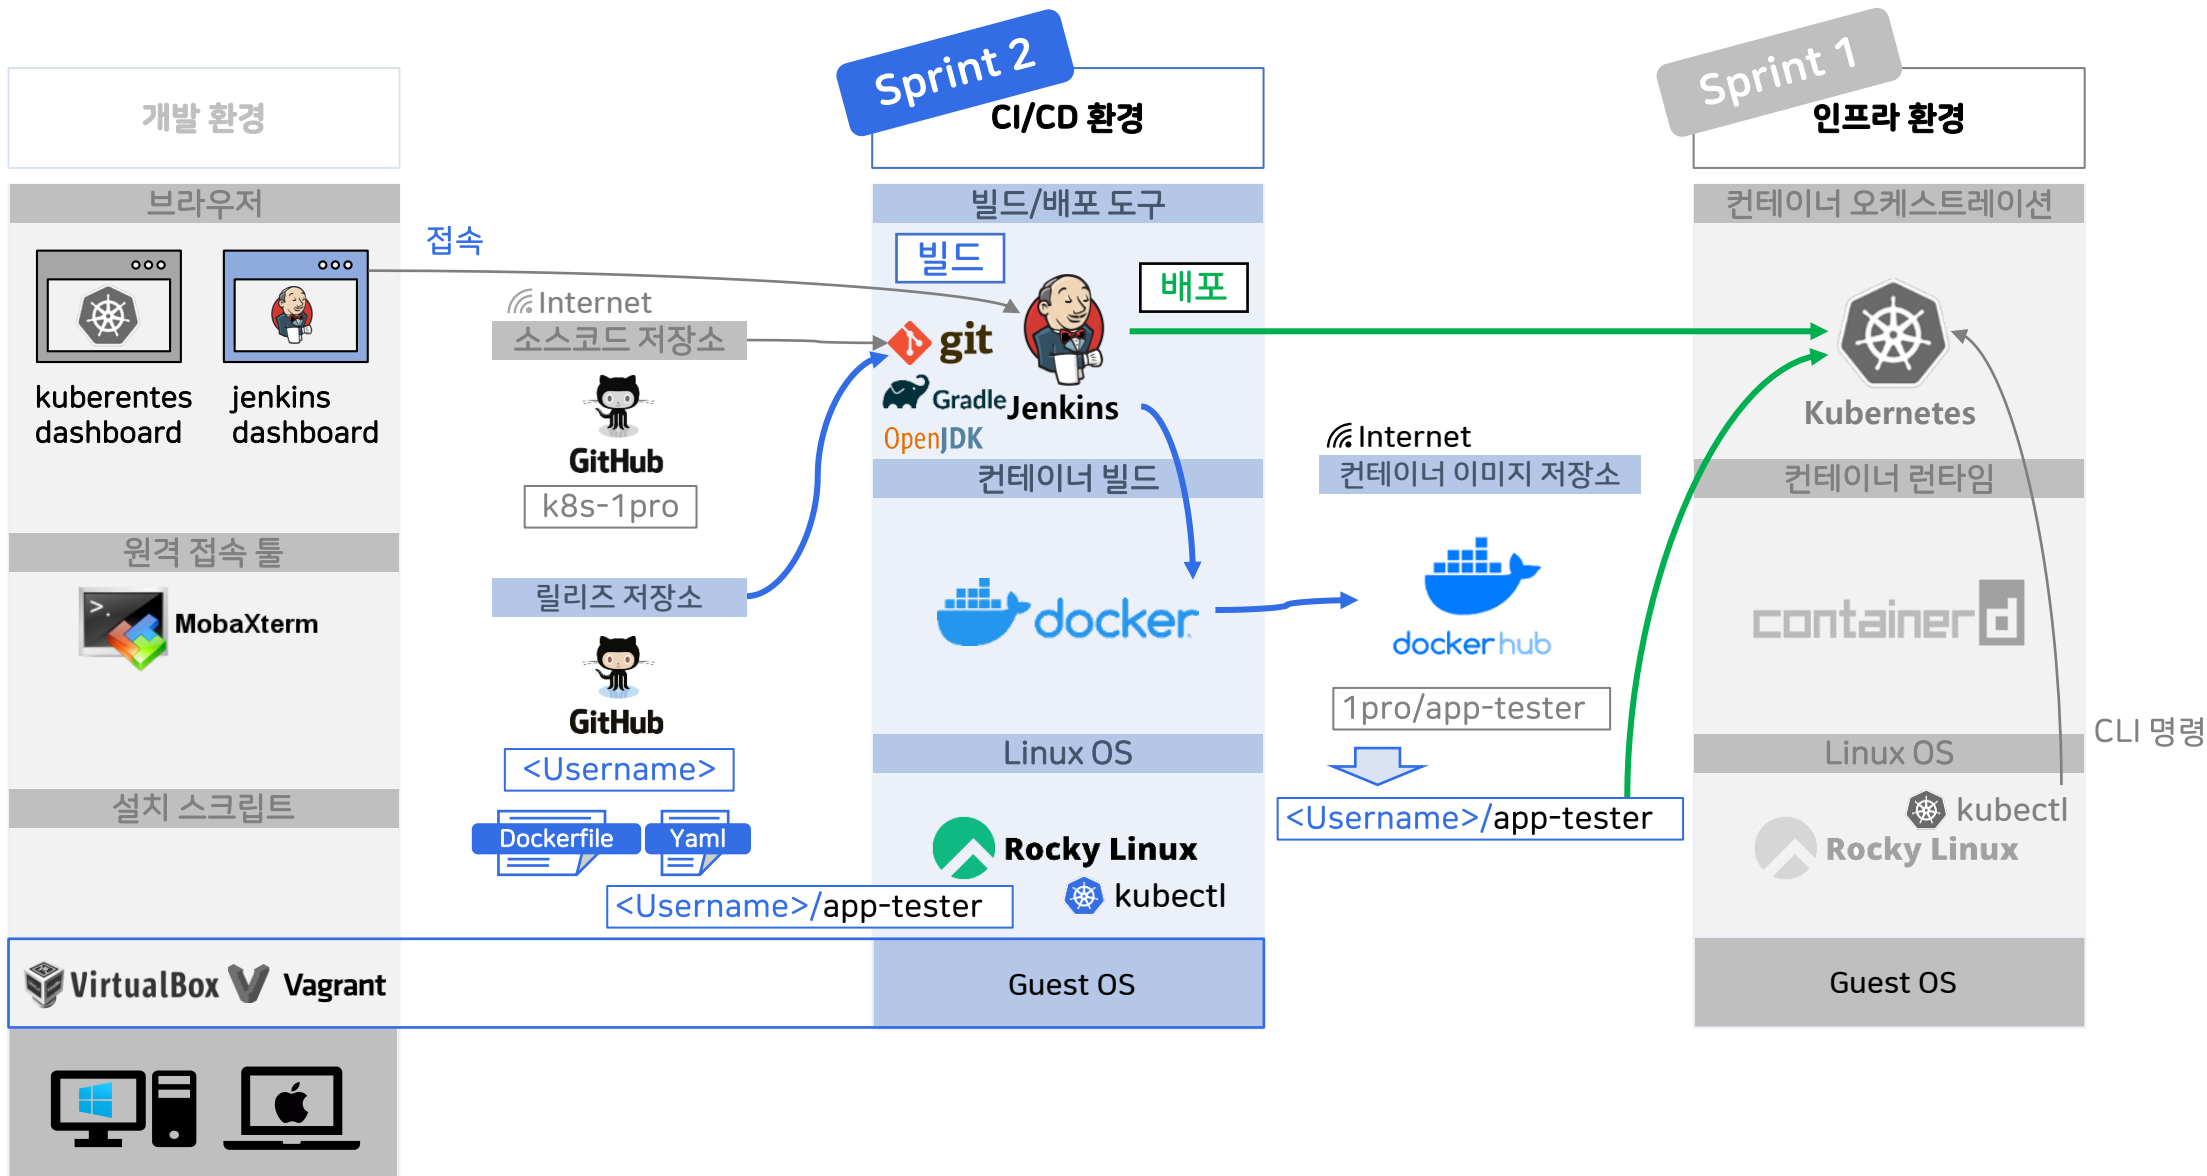 Sprint 2
Sprint 1
개발 환경
CI/CD 환경
인프라 환경
브라우저
kuberentes
dashboard
jenkins
dashboard
원격 접속 툴
>_
MobaXterm
설치 스크립트
VirtualBox
Vagrant
접속
Internet
소스코드 저장소
GitHub
k8s-1pro
릴리즈 저장소
GitHub
<Username>
Dockerfile
Yaml
<Username>/app-tester
빌드/배포 도구
빌드
배포
git
Gradle
OpenJDK
Jenkins
컨테이너 빌드
docker
Linux OS
Rocky Linux
kubectl
Guest OS
Internet
컨테이너 이미지 저장소
docker hub
1pro/app-tester
<Username>/app-tester
컨테이너 오케스트레이션
Kubernetes
컨테이너 런타임
containerd
CLI 명령
Linux OS
kubectl
Rocky Linux
Guest OS